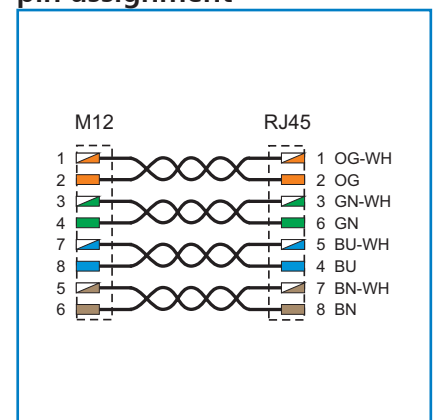 pin assignment
M12 RJ45
1 1 OG-WH
2 2 OG
3 3 GN-WH
4 6 GN
7 5 BU-WH
8 4 BU
5 7 BN-WH
6 8 BN